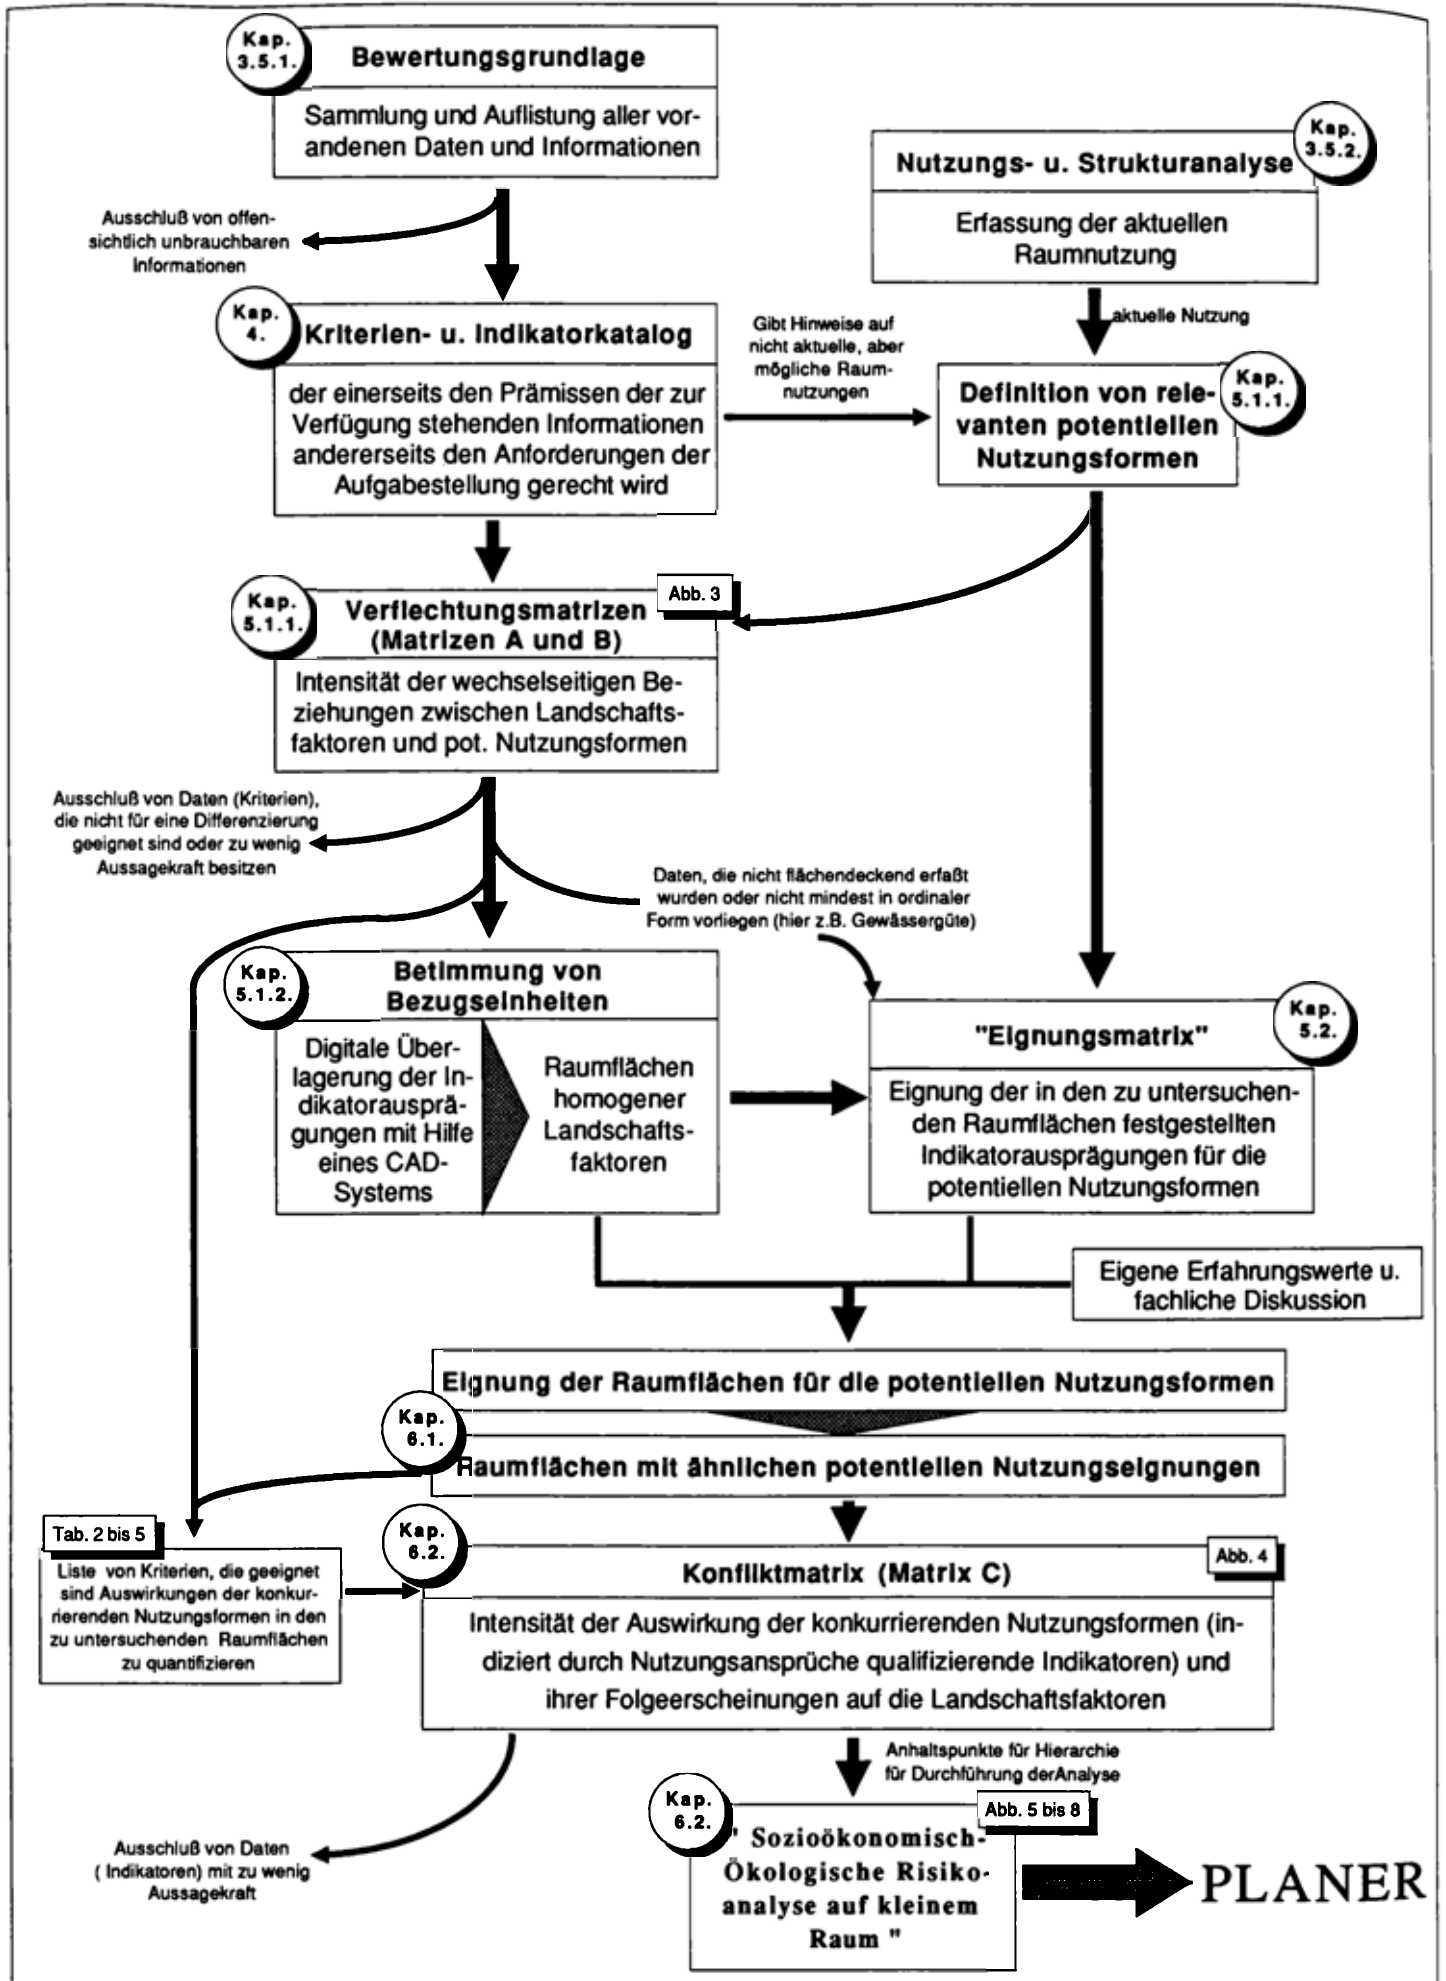 Kap.
3.5.1.
Bewertungsgrundlage
Sammlung und Auflistung aller vor-
andenen Daten und Informationen
Kap.
3.5.2.
Nutzungs- u. Strukturanalyse
Erfassung der aktuellen
Raumnutzung
Ausschluß von offen-
sichtlich unbrauchbaren
Informationen
aktuelle Nutzung
Kap.
4.
Kriterien- u. Indikatorkatalog
der einerseits den Prämissen der zur
Verfügung stehenden Informationen
andererseits den Anforderungen der
Aufgabestellung gerecht wird
Gibt Hinweise auf
nicht aktuelle, aber
mögliche Raum-
nutzungen
Kap.
5.1.1.
Definition von rele-
vanten potentiellen
Nutzungsformen
Kap.
5.1.1.
Abb. 3
Verflechtungsmatrizen
(Matrizen A und B)
Intensität der wechselseitigen Be-
ziehungen zwischen Landschafts-
faktoren und pot. Nutzungsformen
Ausschluß von Daten (Kriterien),
die nicht für eine Differenzierung
geeignet sind oder zu wenig
Aussagekraft besitzen
Daten, die nicht flächendeckend erfaßt
wurden oder nicht mindest in ordinaler
Form vorliegen (hier z.B. Gewässergüte)
Kap.
5.1.2.
Betimmung von
Bezugseinheiten
Digitale Über-
lagerung der In-
dikatorausprä-
gungen mit Hilfe
eines CAD-
Systems
Raumflächen
homogener
Landschafts-
faktoren
Kap.
5.2.
"Eignungsmatrix"
Eignung der in den zu untersuchen-
den Raumflächen festgestellten
Indikatorausprägungen für die
potentiellen Nutzungsformen
Eigene Erfahrungswerte u.
fachliche Diskussion
Eignung der Raumflächen für die potentiellen Nutzungsformen
Kap.
6.1.
Raumflächen mit ähnlichen potentiellen Nutzungseignungen
Tab. 2 bis 5
Liste von Kriterien, die geeignet
sind Auswirkungen der konkur-
rierenden Nutzungsformen in den
zu untersuchenden Raumflächen
zu quantifizieren
Kap.
6.2.
Abb. 4
Konfliktmatrix (Matrix C)
Intensität der Auswirkung der konkurrierenden Nutzungsformen (in-
diziert durch Nutzungsansprüche qualifizierende Indikatoren) und
ihrer Folgeerscheinungen auf die Landschaftsfaktoren
Anhaltspunkte für Hierarchie
für Durchführung derAnalyse
Ausschluß von Daten
( Indikatoren) mit zu wenig
Aussagekraft
Kap.
6.2.
Abb. 5 bis 8
" Sozioökonomisch-
Ökologische Risiko-
analyse auf kleinem
Raum "
PLANER